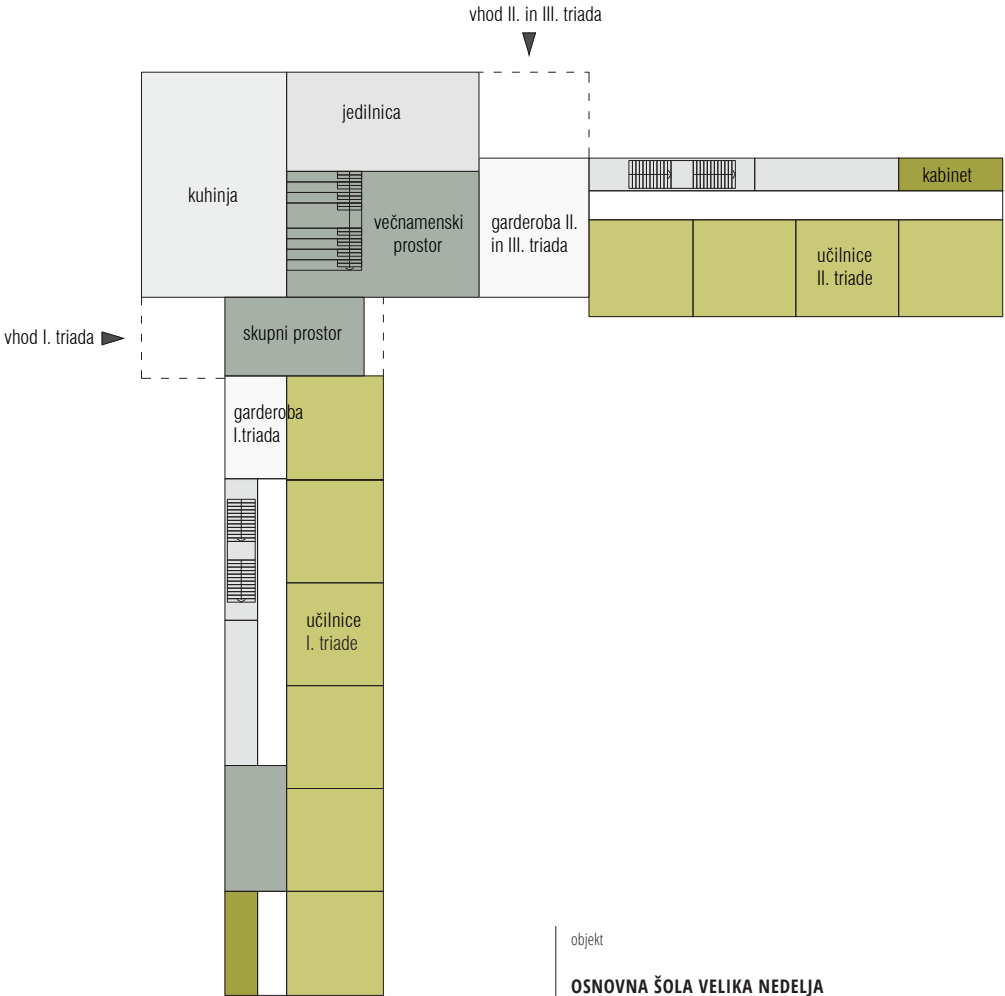 vhod II. in III. triada
jedilnica
kuhinja
večnamenski
prostor
garderoba II.
in III. triada
kabinet
učilnice
II. triade
vhod I. triada
skupni prostor
garderoba
I.triada
učilnice
I. triade
objekt
OSNOVNA ŠOLA VELIKA NEDELJA